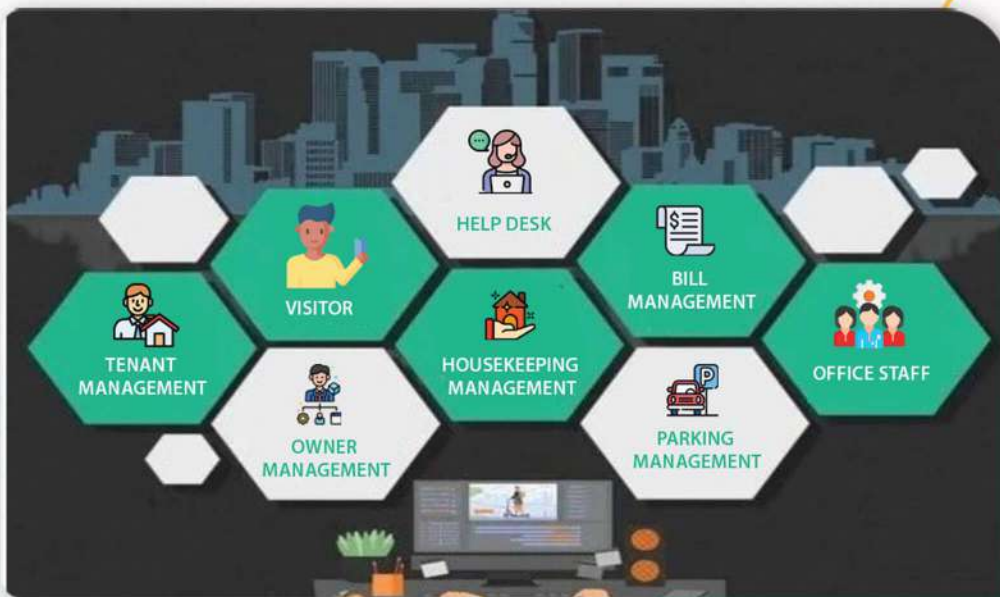 HELP DESK
VISITOR
BILL
MANAGEMENT
TENANT
MANAGEMENT
HOUSEKEEPING
MANAGEMENT
OFFICE STAFF
OWNER
MANAGEMENT
PARKING
MANAGEMENT
$
P